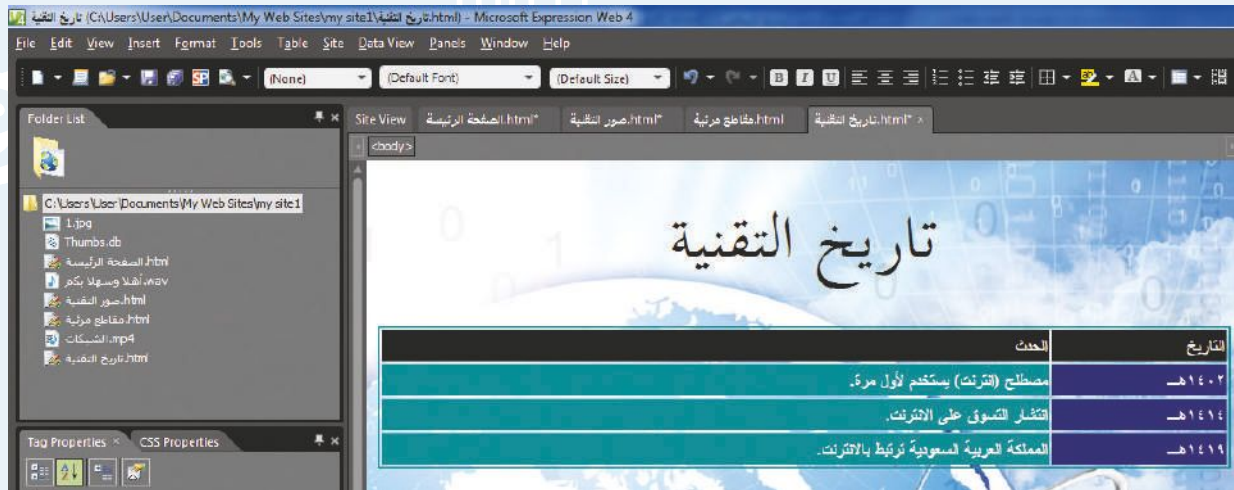 تاريخ التقنية (C:\Users\User\Documents\My Web Sites\my site1\تاريخ التقنية.html) - Microsoft Expression Web 4
File Edit View Insert Format Tools Table Site Data View Panels Window Help
(None) (Default Font) (Default Size) B I U A
Folder List
Site View الصفحة الرئيسة.html* صور التقنية.html* مقاطع مرئية.html تاريخ التقنية.html* ×
<body>
C:\Users\User\Documents\My Web Sites\my site1
1.jpg
Thumbs.db
الصفحة الرئيسة.html
أهلا وسهلا بكم.wav
صور التقنية.html
مقاطع مرئية.html
الشبكات.mp4
تاريخ التقنية.html
تاريخ التقنية
التاريخ الحدث
١٤٠٢هـ مصطلح (انترنت) يستخدم لأول مرة.
١٤١٤هـ انتشار التسوق على الانترنت.
١٤١٩هـ المملكة العربية السعودية ترتبط بالانترنت.
Tag Properties × CSS Properties